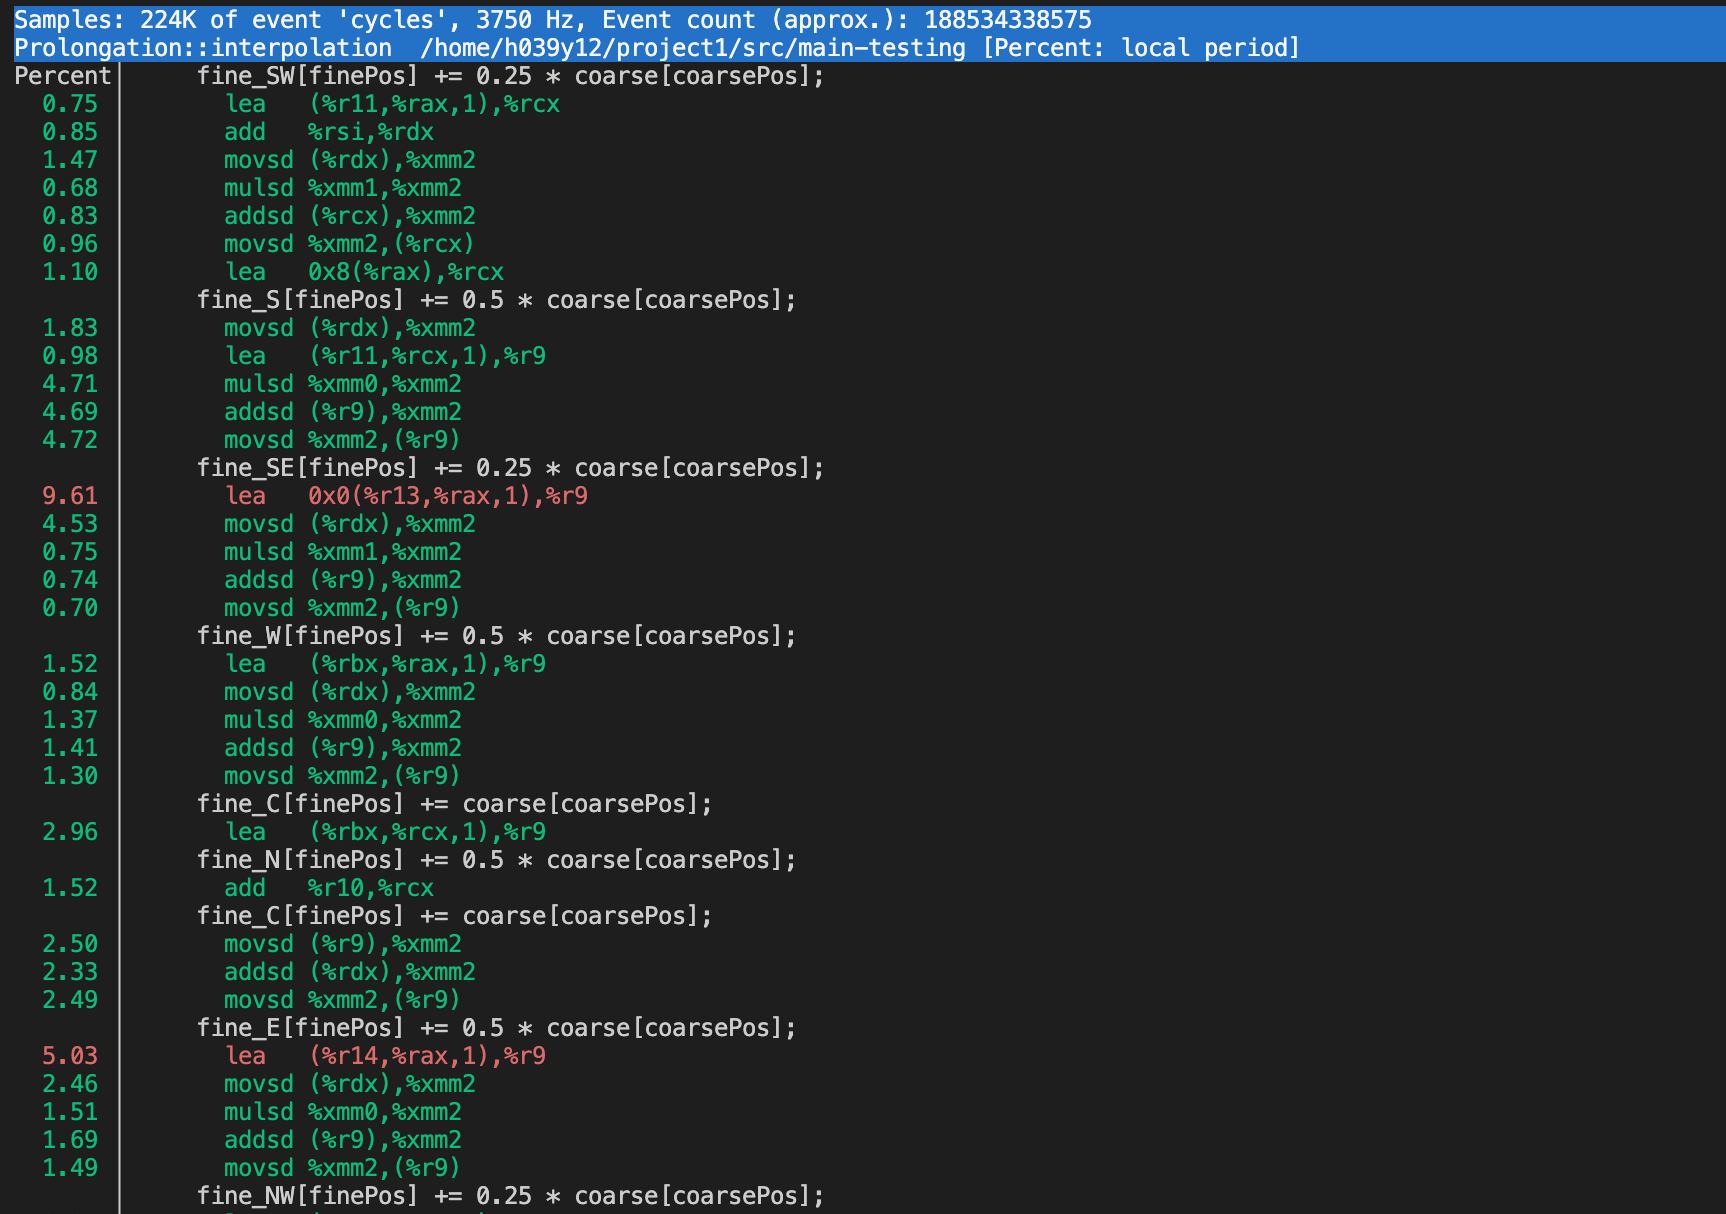 Samples: 224K of event 'cycles', 3750 Hz, Event count (approx.): 188534338575
Prolongation::interpolation  /home/h039y12/project1/src/main-testing [Percent: local period]
Percent│      fine_SW[finePos] += 0.25 * coarse[coarsePos];
  0.75 │        lea    (%r11,%rax,1),%rcx
  0.85 │        add    %rsi,%rdx
  1.47 │        movsd  (%rdx),%xmm2
  0.68 │        mulsd  %xmm1,%xmm2
  0.83 │        addsd  (%rcx),%xmm2
  0.96 │        movsd  %xmm2,(%rcx)
  1.10 │        lea    0x8(%rax),%rcx
       │      fine_S[finePos] += 0.5 * coarse[coarsePos];
  1.83 │        movsd  (%rdx),%xmm2
  0.98 │        lea    (%r11,%rcx,1),%r9
  4.71 │        mulsd  %xmm0,%xmm2
  4.69 │        addsd  (%r9),%xmm2
  4.72 │        movsd  %xmm2,(%r9)
       │      fine_SE[finePos] += 0.25 * coarse[coarsePos];
  9.61 │        lea    0x0(%r13,%rax,1),%r9
  4.53 │        movsd  (%rdx),%xmm2
  0.75 │        mulsd  %xmm1,%xmm2
  0.74 │        addsd  (%r9),%xmm2
  0.70 │        movsd  %xmm2,(%r9)
       │      fine_W[finePos] += 0.5 * coarse[coarsePos];
  1.52 │        lea    (%rbx,%rax,1),%r9
  0.84 │        movsd  (%rdx),%xmm2
  1.37 │        mulsd  %xmm0,%xmm2
  1.41 │        addsd  (%r9),%xmm2
  1.30 │        movsd  %xmm2,(%r9)
       │      fine_C[finePos] += coarse[coarsePos];
  2.96 │        lea    (%rbx,%rcx,1),%r9
       │      fine_N[finePos] += 0.5 * coarse[coarsePos];
  1.52 │        add    %r10,%rcx
       │      fine_C[finePos] += coarse[coarsePos];
  2.50 │        movsd  (%r9),%xmm2
  2.33 │        addsd  (%rdx),%xmm2
  2.49 │        movsd  %xmm2,(%r9)
       │      fine_E[finePos] += 0.5 * coarse[coarsePos];
  5.03 │        lea    (%r14,%rax,1),%r9
  2.46 │        movsd  (%rdx),%xmm2
  1.51 │        mulsd  %xmm0,%xmm2
  1.69 │        addsd  (%r9),%xmm2
  1.49 │        movsd  %xmm2,(%r9)
       │      fine_NW[finePos] += 0.25 * coarse[coarsePos];